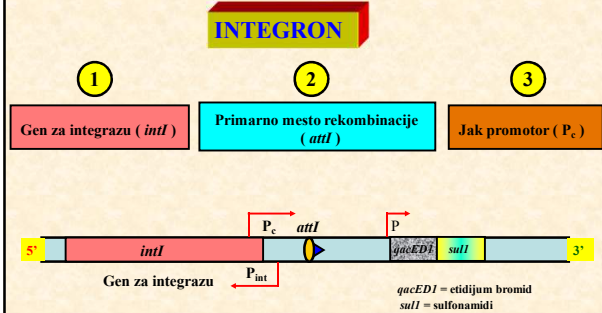 INTEGRON
1
2
3
Gen za integrazu ( intI )
Primarno mesto rekombinacije
( attI )
Jak promotor ( Pc )
Pc
attI
P
5’
intI
qacED1
sul1
3’
Gen za integrazu
Pint
qacED1 = etidijum bromid
sul1 = sulfonamidi